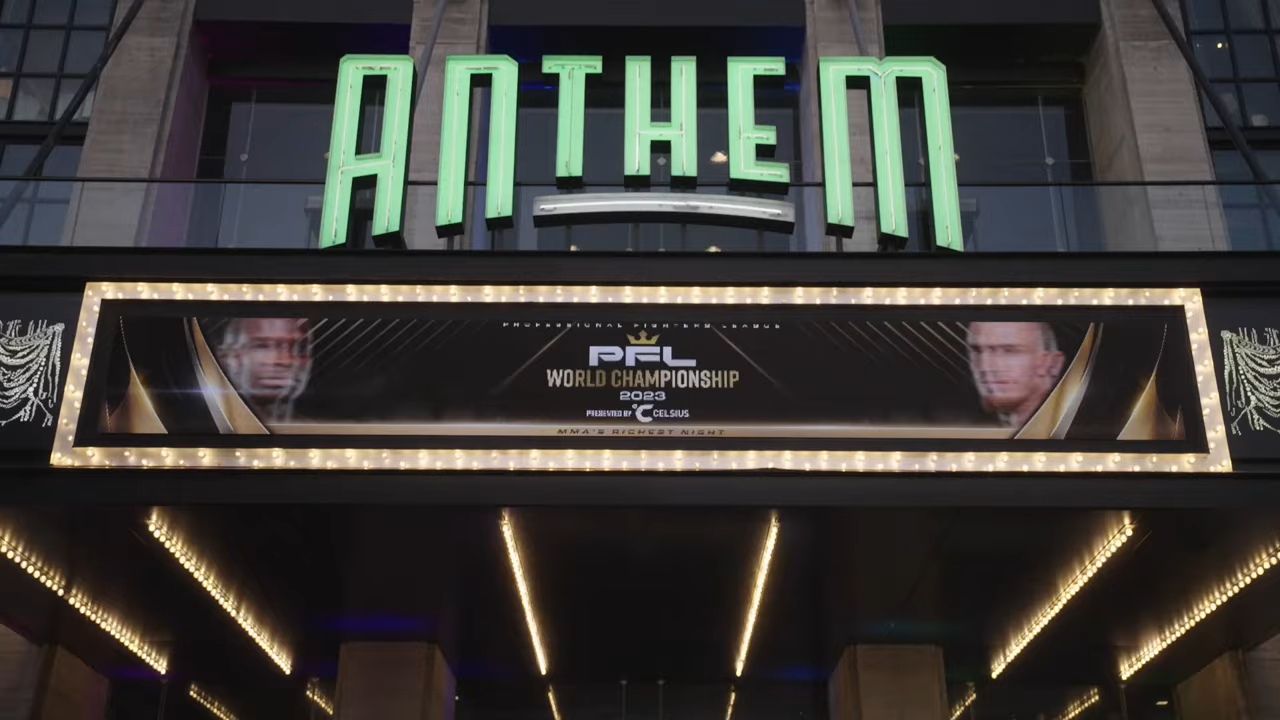 ANTHEM
PROFESSIONAL FIGHTERS LEAGUE
PFL
WORLD CHAMPIONSHIP
2023
PRESENTED BY CELSIUS
MMA'S RICHEST NIGHT